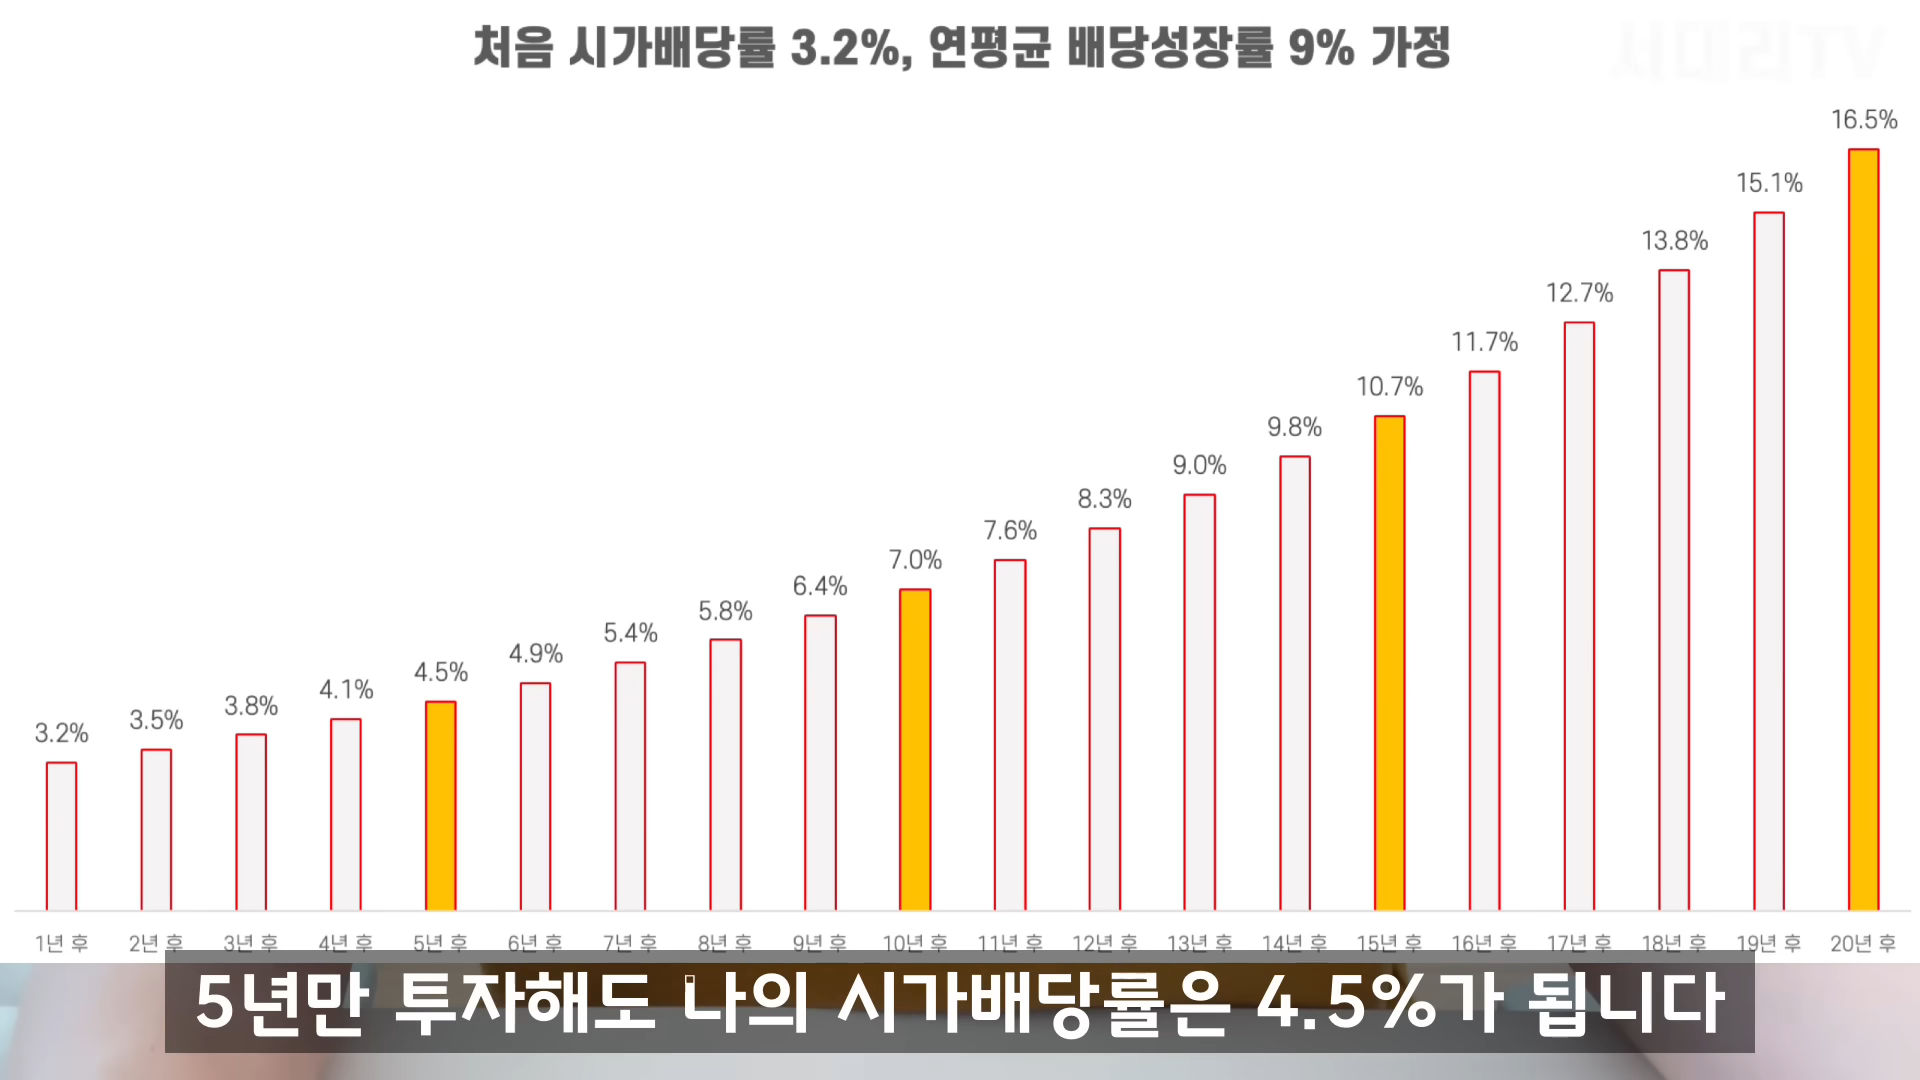 처음 시가배당률 3.2%, 연평균 배당성장률 9% 가정
서대리TV
3.2%
3.5%
3.8%
4.1%
4.5%
4.9%
5.4%
5.8%
6.4%
7.0%
7.6%
8.3%
9.0%
9.8%
10.7%
11.7%
12.7%
13.8%
15.1%
16.5%
1년 후
2년 후
3년 후
4년 후
5년 후
6년 후
7년 후
8년 후
9년 후
10년 후
11년 후
12년 후
13년 후
14년 후
15년 후
16년 후
17년 후
18년 후
19년 후
20년 후
5년만 투자해도 나의 시가배당률은 4.5%가 됩니다